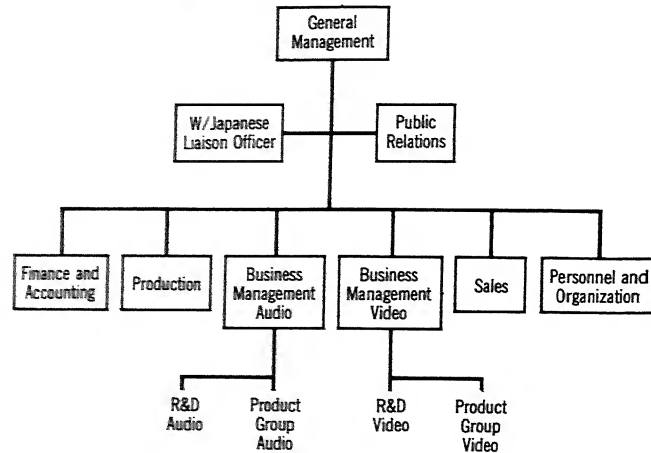 General
Management
W/Japanese
Liaison Officer
Public
Relations
Finance and
Accounting
Production
Business
Management
Audio
Business
Management
Video
Sales
Personnel and
Organization
R&D
Audio
Product
Group
Audio
R&D
Video
Product
Group
Video